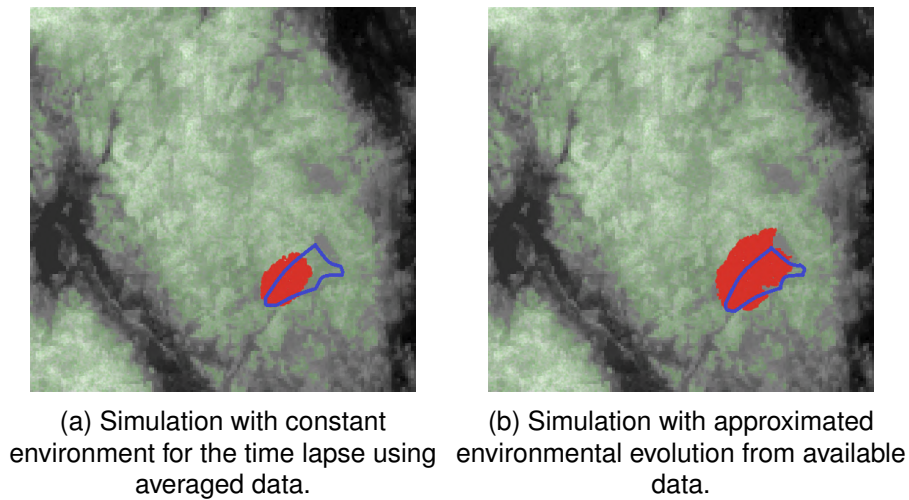 (a) Simulation with constant
environment for the time lapse using
averaged data.
(b) Simulation with approximated
environmental evolution from available
data.